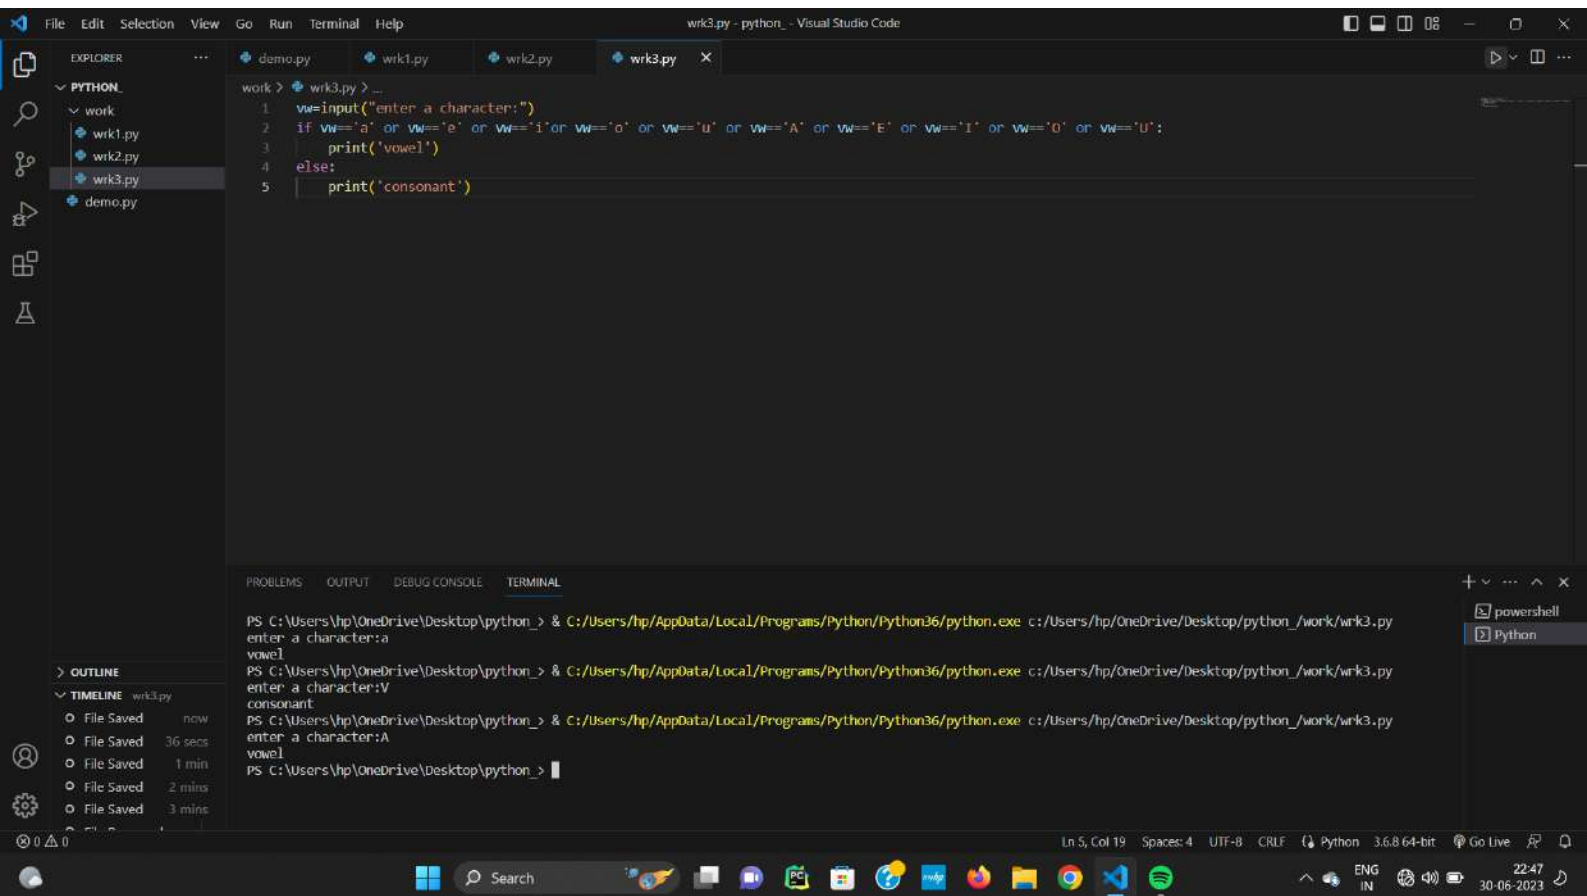 File Edit Selection View Go Run Terminal Help
wrk3.py - python_ - Visual Studio Code
EXPLORER
demo.py
wrk1.py
wrk2.py
wrk3.py
PYTHON_
work
wrk1.py
wrk2.py
wrk3.py
demo.py
work > wrk3.py > ...
1 vw=input("enter a character:")
2 if vw=='a' or vw=='e' or vw=='i'or vw=='o' or vw=='u' or vw=='A' or vw=='E' or vw=='I' or vw=='O' or vw=='U':
3 print('vowel')
4 else:
5 print('consonant')
PROBLEMS OUTPUT DEBUG CONSOLE TERMINAL
powershell
Python
PS C:\Users\hp\OneDrive\Desktop\python_> & C:/Users/hp/AppData/Local/Programs/Python/Python36/python.exe c:/Users/hp/OneDrive/Desktop/python_/work/wrk3.py
enter a character:a
vowel
PS C:\Users\hp\OneDrive\Desktop\python_> & C:/Users/hp/AppData/Local/Programs/Python/Python36/python.exe c:/Users/hp/OneDrive/Desktop/python_/work/wrk3.py
enter a character:V
consonant
PS C:\Users\hp\OneDrive\Desktop\python_> & C:/Users/hp/AppData/Local/Programs/Python/Python36/python.exe c:/Users/hp/OneDrive/Desktop/python_/work/wrk3.py
enter a character:A
vowel
PS C:\Users\hp\OneDrive\Desktop\python_>
OUTLINE
TIMELINE wrk3.py
File Saved now
File Saved 36 secs
File Saved 1 min
File Saved 2 mins
File Saved 3 mins
0 0
Ln 5, Col 19 Spaces: 4 UTF-8 CRLF Python 3.6.8 64-bit Go Live
Search
ENG
IN
22:47
30-06-2023